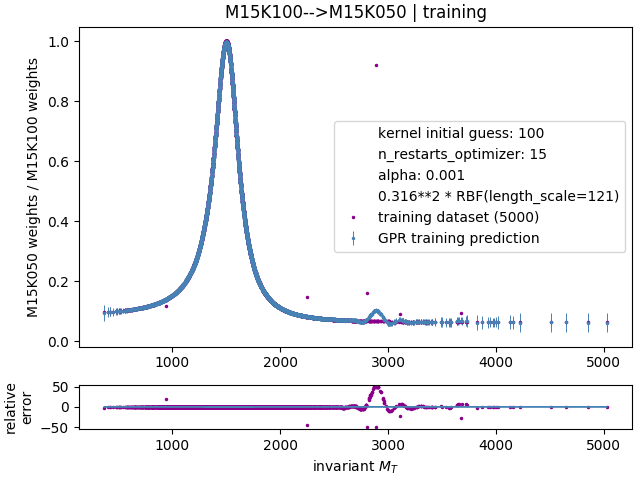 M15K100-->M15K050 | training
M15K050 weights / M15K100 weights
1.0
0.8
0.6
0.4
0.2
0.0
kernel initial guess: 100
n_restarts_optimizer: 15
alpha: 0.001
0.316**2 * RBF(length_scale=121)
training dataset (5000)
GPR training prediction
1000 2000 3000 4000 5000
relative
error
50
0
−50
1000 2000 3000 4000 5000
invariant M_T